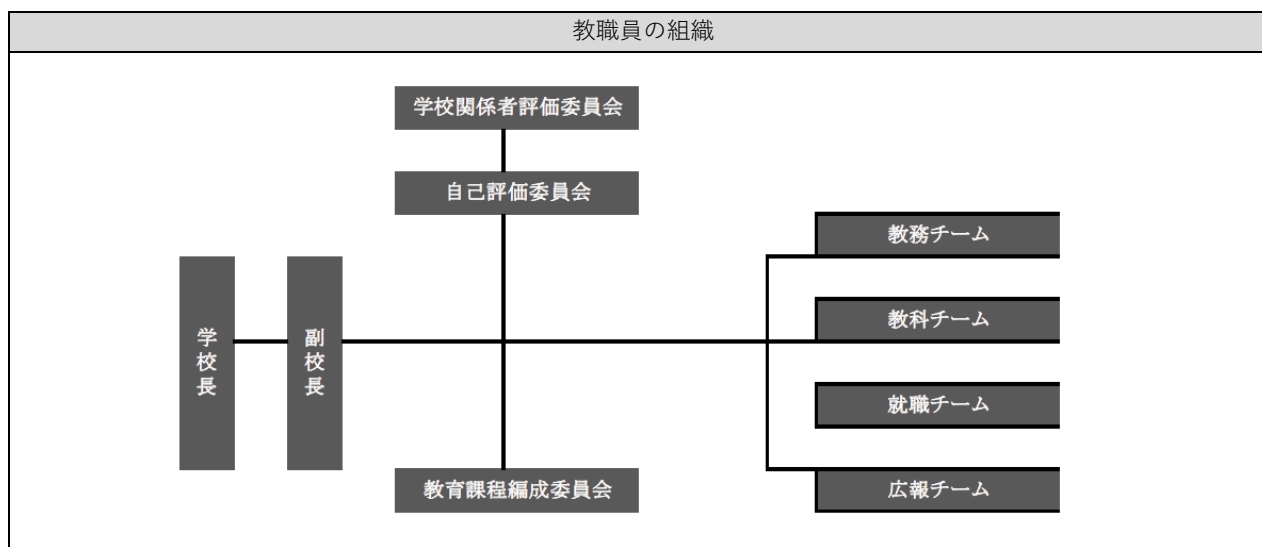 教職員の組織
学校関係者評価委員会
自己評価委員会
教務チーム
学校長
副校長
教科チーム
就職チーム
教育課程編成委員会
広報チーム